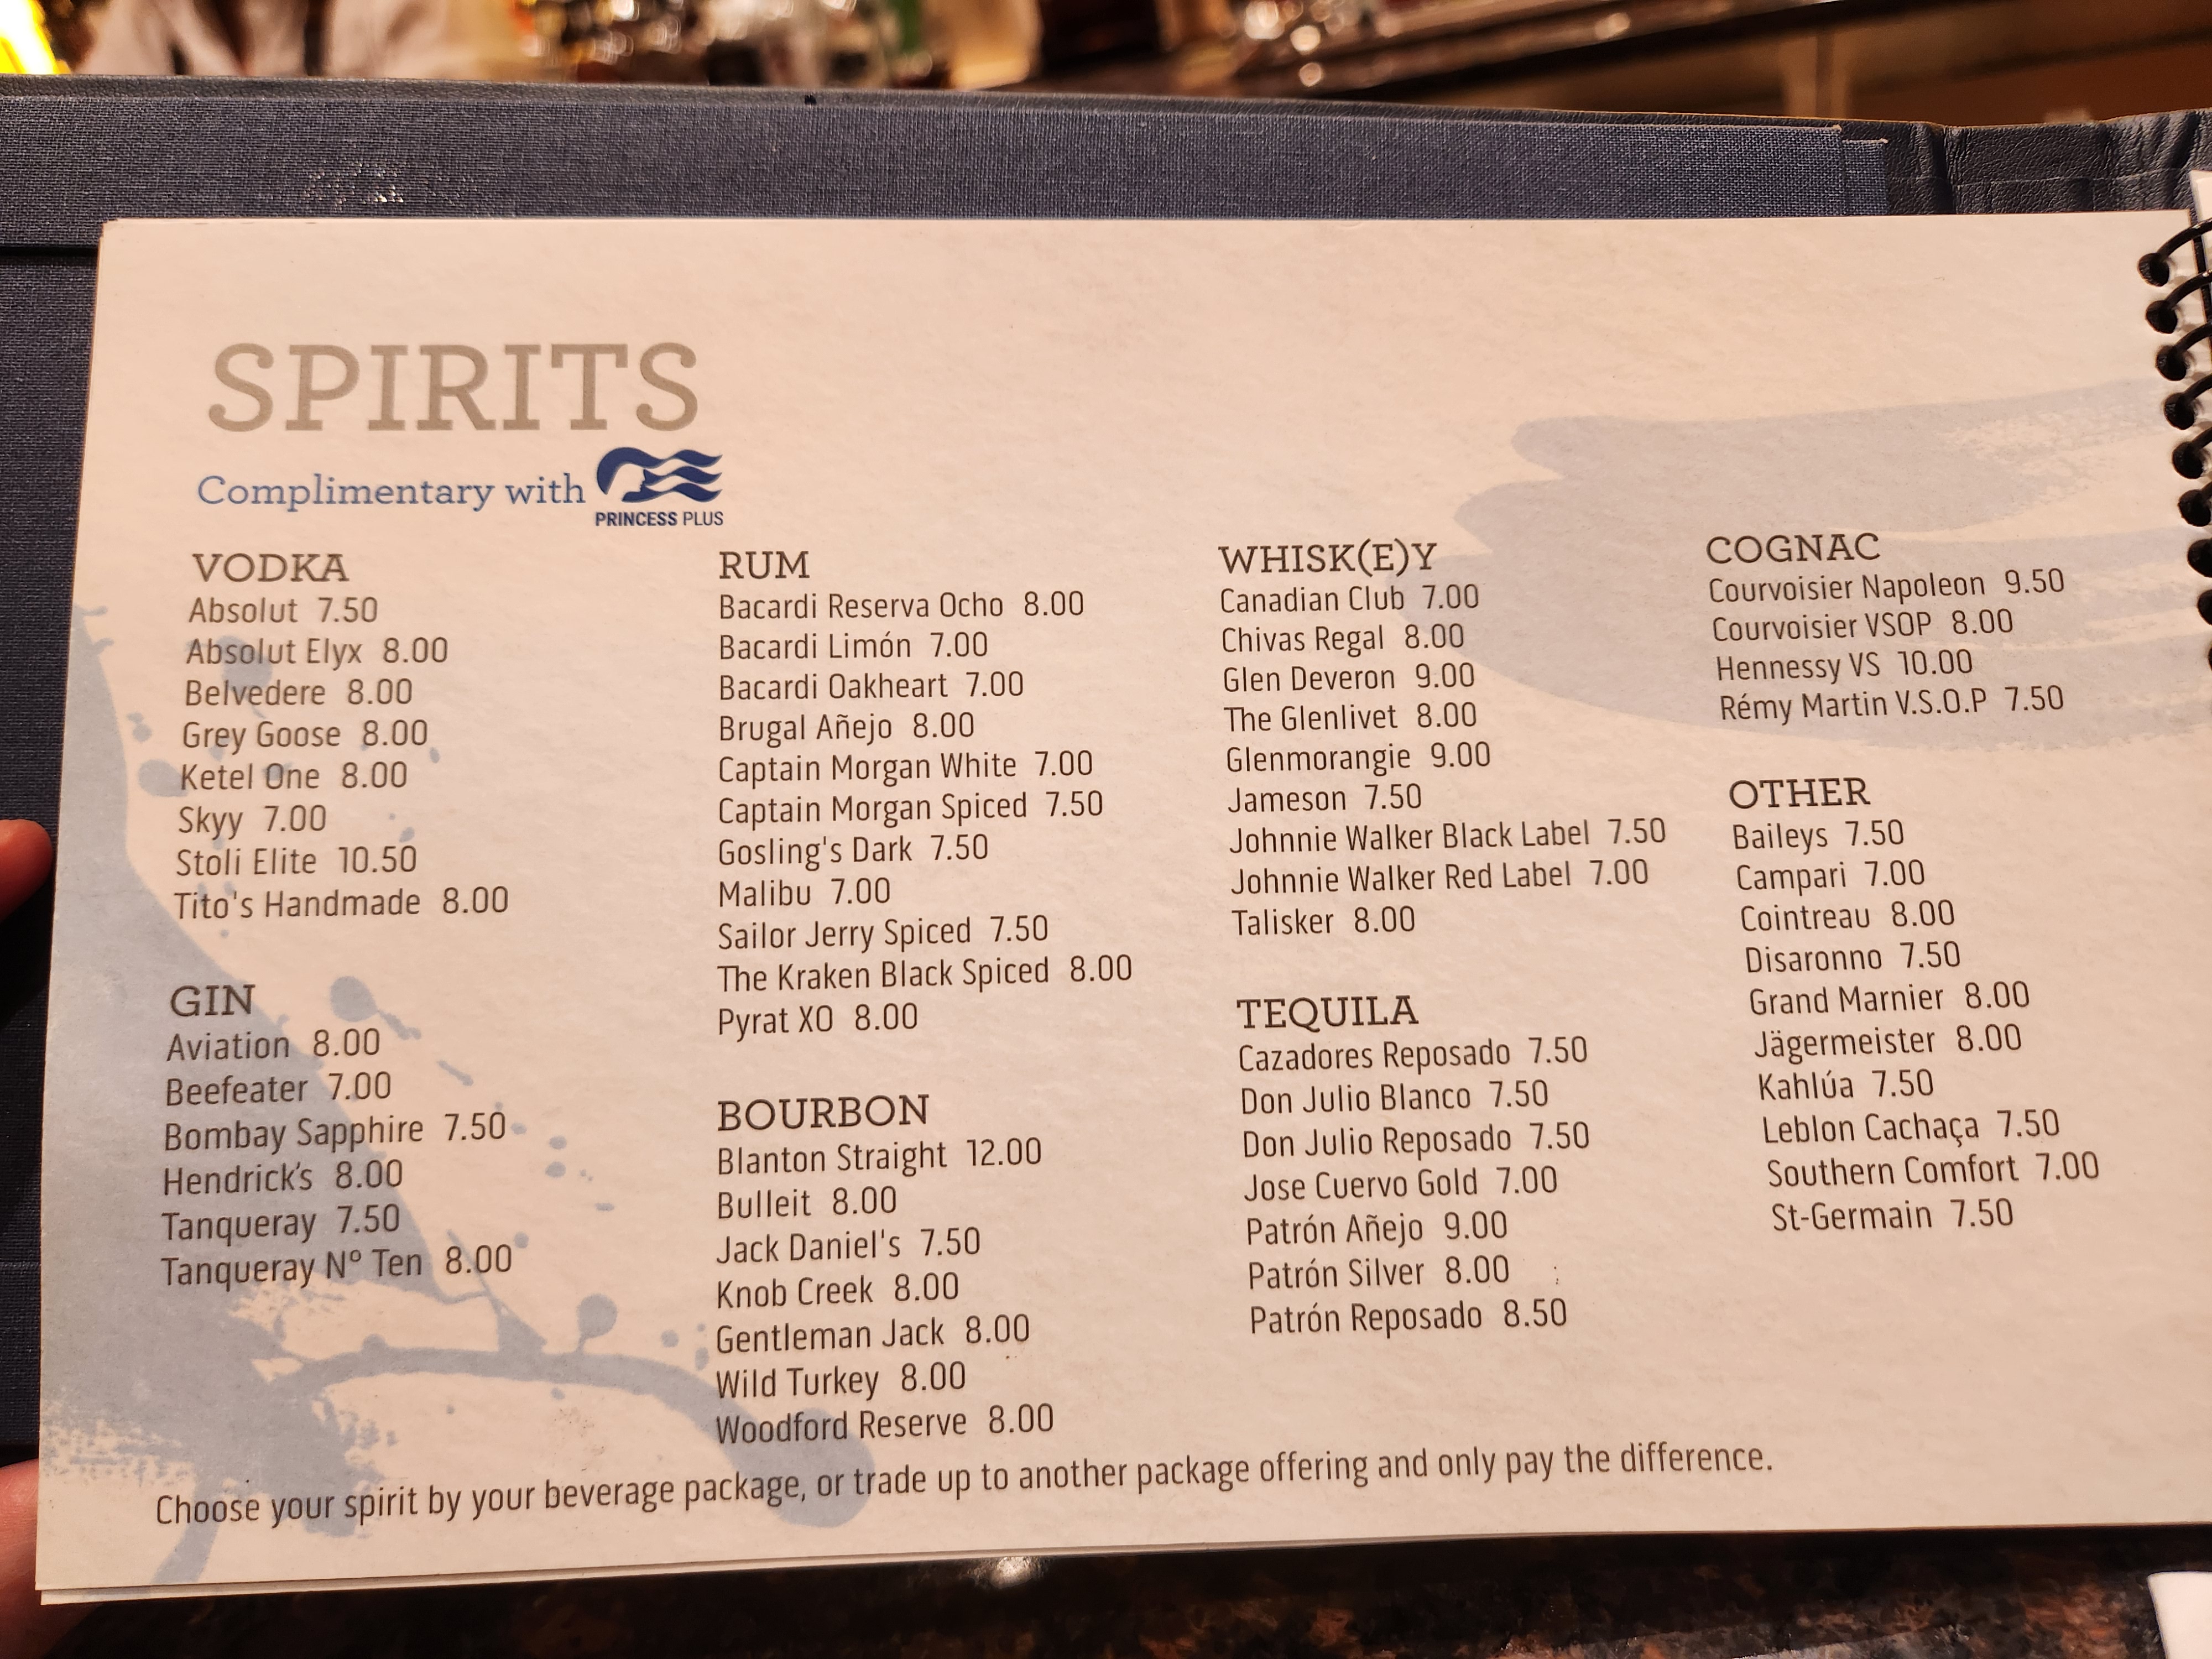 SPIRITS
Complimentary with
PRINCESS PLUS
VODKA
Absolut 7.50
Absolut Elyx 8.00
Belvedere 8.00
Grey Goose 8.00
Ketel One 8.00
Skyy 7.00
Stoli Elite 10.50
Tito's Handmade 8.00
GIN
Aviation 8.00
Beefeater 7.00
Bombay Sapphire 7.50
Hendrick's 8.00
Tanqueray 7.50
Tanqueray Nº Ten 8.00
RUM
Bacardi Reserva Ocho 8.00
Bacardi Limón 7.00
Bacardi Oakheart 7.00
Brugal Añejo 8.00
Captain Morgan White 7.00
Captain Morgan Spiced 7.50
Gosling's Dark 7.50
Malibu 7.00
Sailor Jerry Spiced 7.50
The Kraken Black Spiced 8.00
Pyrat XO 8.00
BOURBON
Blanton Straight 12.00
Bulleit 8.00
Jack Daniel's 7.50
Knob Creek 8.00
Gentleman Jack 8.00
Wild Turkey 8.00
Woodford Reserve 8.00
WHISK(E)Y
Canadian Club 7.00
Chivas Regal 8.00
Glen Deveron 9.00
The Glenlivet 8.00
Glenmorangie 9.00
Jameson 7.50
Johnnie Walker Black Label 7.50
Johnnie Walker Red Label 7.00
Talisker 8.00
TEQUILA
Cazadores Reposado 7.50
Don Julio Blanco 7.50
Don Julio Reposado 7.50
Jose Cuervo Gold 7.00
Patrón Añejo 9.00
Patrón Silver 8.00
Patrón Reposado 8.50
COGNAC
Courvoisier Napoleon 9.50
Courvoisier VSOP 8.00
Hennessy VS 10.00
Rémy Martin V.S.O.P 7.50
OTHER
Baileys 7.50
Campari 7.00
Cointreau 8.00
Disaronno 7.50
Grand Marnier 8.00
Jägermeister 8.00
Kahlúa 7.50
Leblon Cachaça 7.50
Southern Comfort 7.00
St-Germain 7.50
Choose your spirit by your beverage package, or trade up to another package offering and only pay the difference.